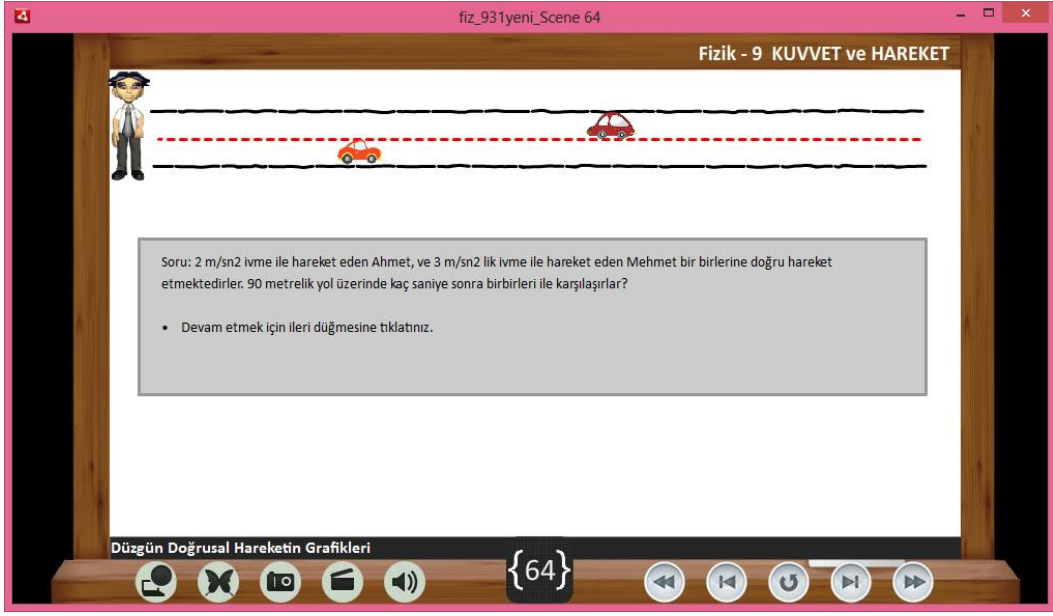 fiz_931yeni_Scene 64
Fizik - 9 KUVVET ve HAREKET
Soru: 2 m/sn2 ivme ile hareket eden Ahmet, ve 3 m/sn2 lik ivme ile hareket eden Mehmet bir birlerine doğru hareket
etmektedirler. 90 metrelik yol üzerinde kaç saniye sonra birbirleri ile karşılaşırlar?
• Devam etmek için ileri düğmesine tıklatınız.
Düzgün Doğrusal Hareketin Grafikleri
{64}